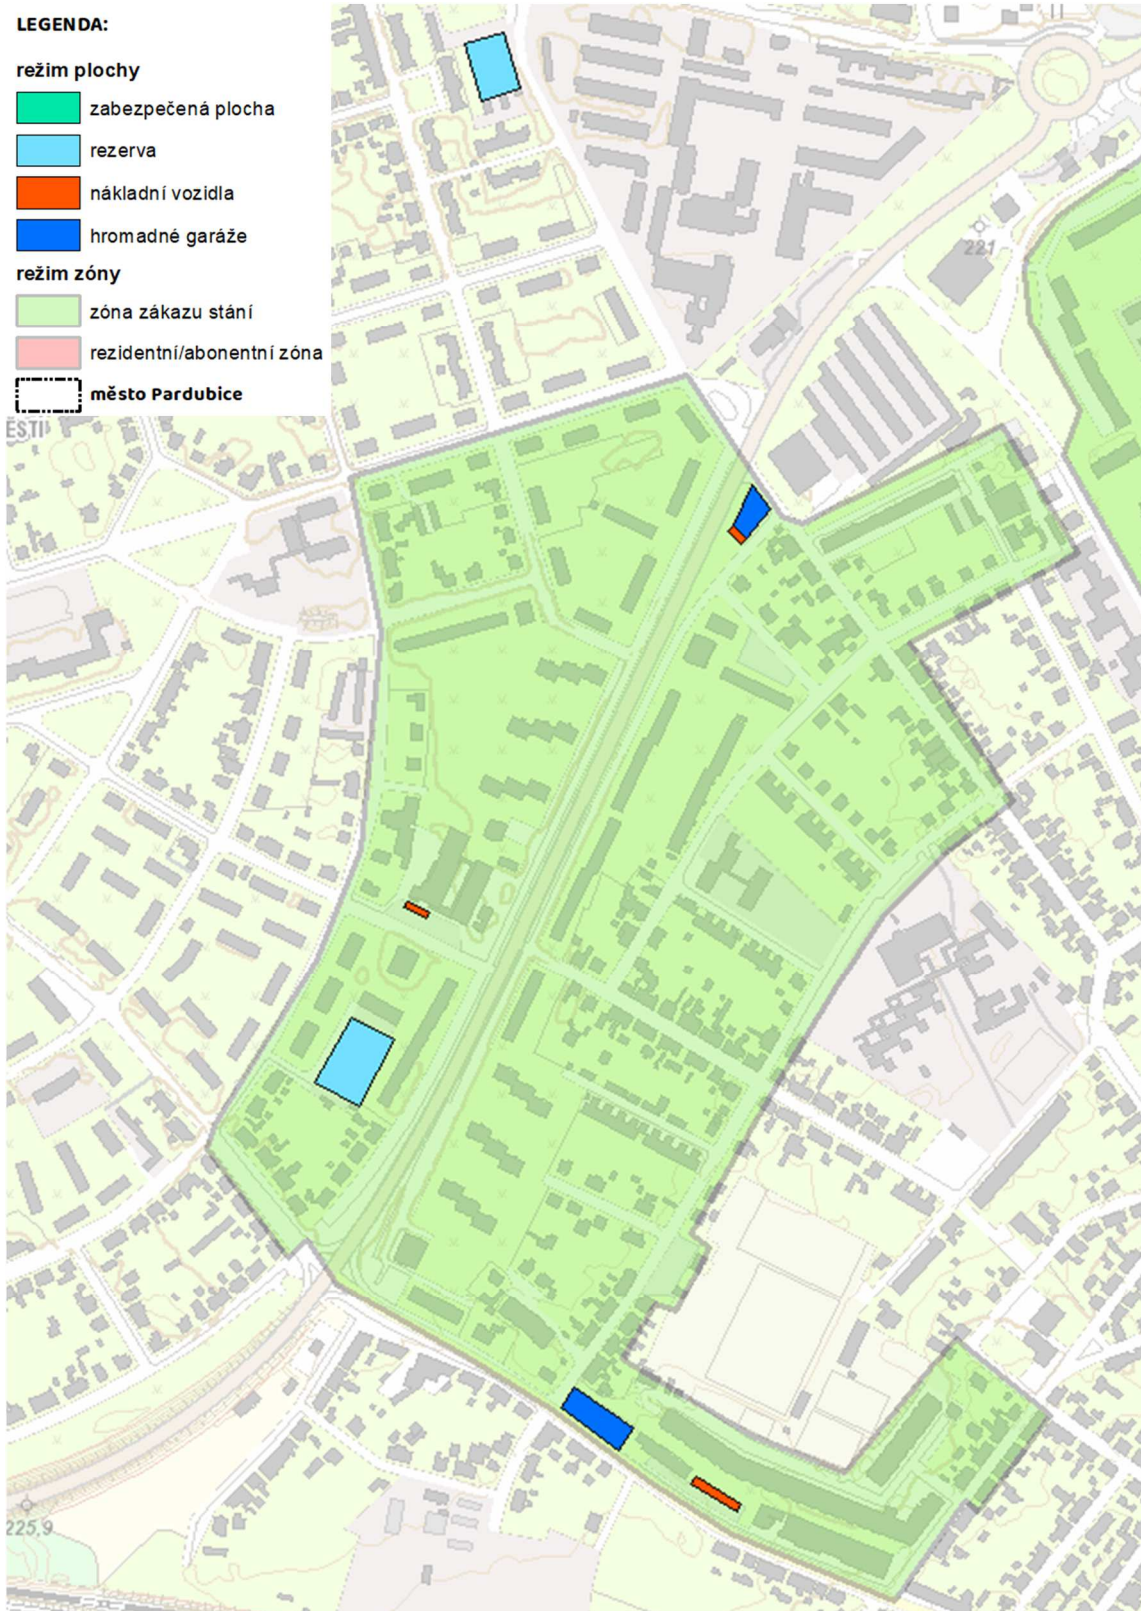 LEGENDA:
režim plochy
zabezpečená plocha
rezerva
nákladní vozidla
hromadné garáže
režim zóny
zóna zákazu stání
rezidentní/abonentní zóna
město Pardubice
221
ESTÍ
225,9